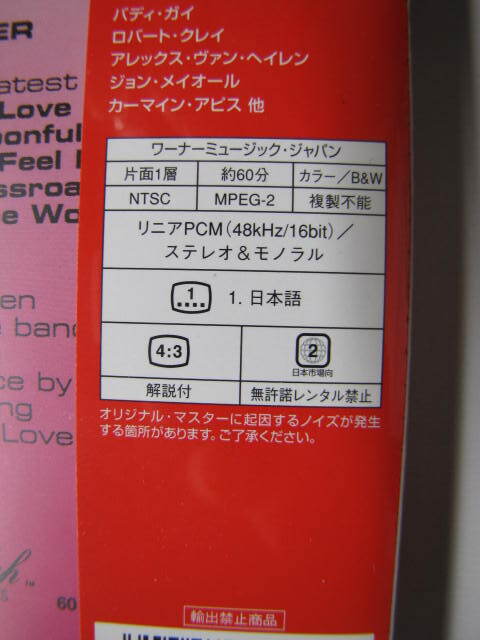 ER
バディ・ガイ
ロバート・クレイ
アレックス・ヴァン・ヘイレン
ジョン・メイオール
カーマイン・アピス 他
atest
Love
oonful
Feel
ssroa
e Wo
en
e band
ce by
ng
Love
60
ワーナーミュージック・ジャパン
片面1層 約60分 カラー/B&W
NTSC MPEG-2 複製不能
リニアPCM(48kHz/16bit)/
ステレオ&モノラル
1 1. 日本語
4:3 2
日本市場向
解説付 無許諾レンタル禁止
オリジナル・マスターに起因するノイズが発生
する箇所があります。ご了承ください。
輸出禁止商品